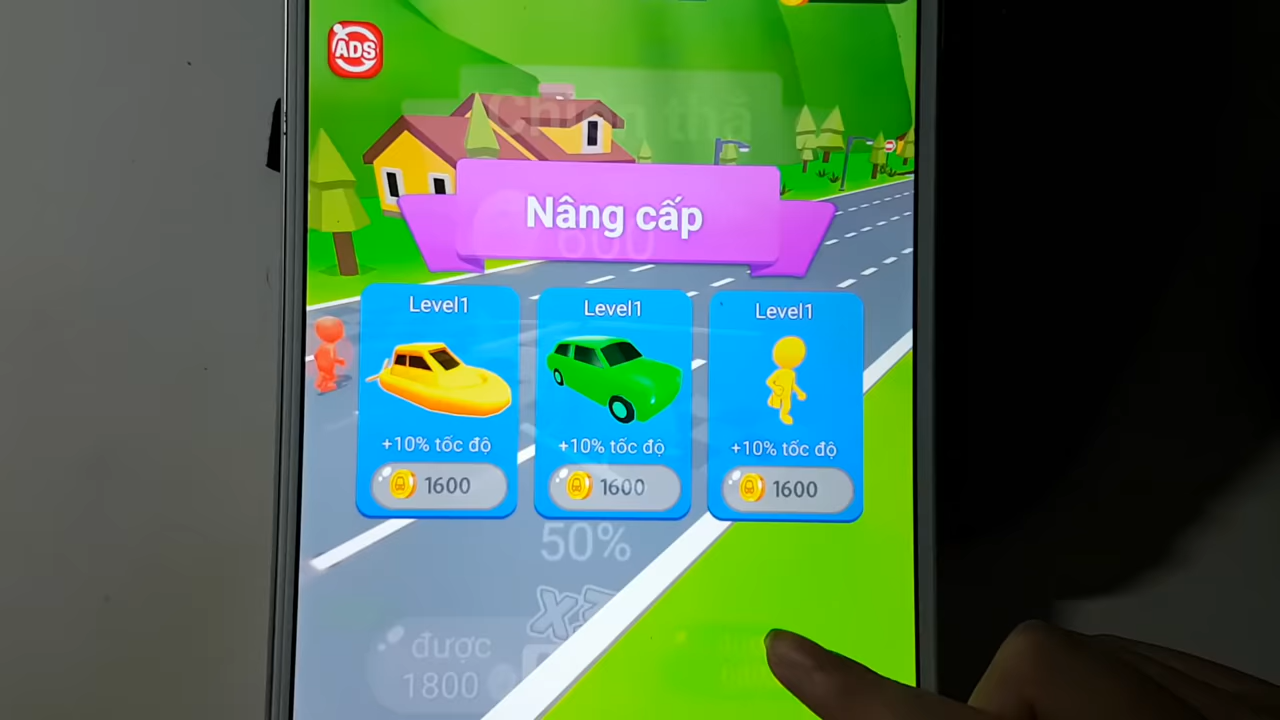 ADS
Nâng cấp
600
Level1
+10% tốc độ
1600
Level1
+10% tốc độ
1600
Level1
+10% tốc độ
1600
50%
được
1800